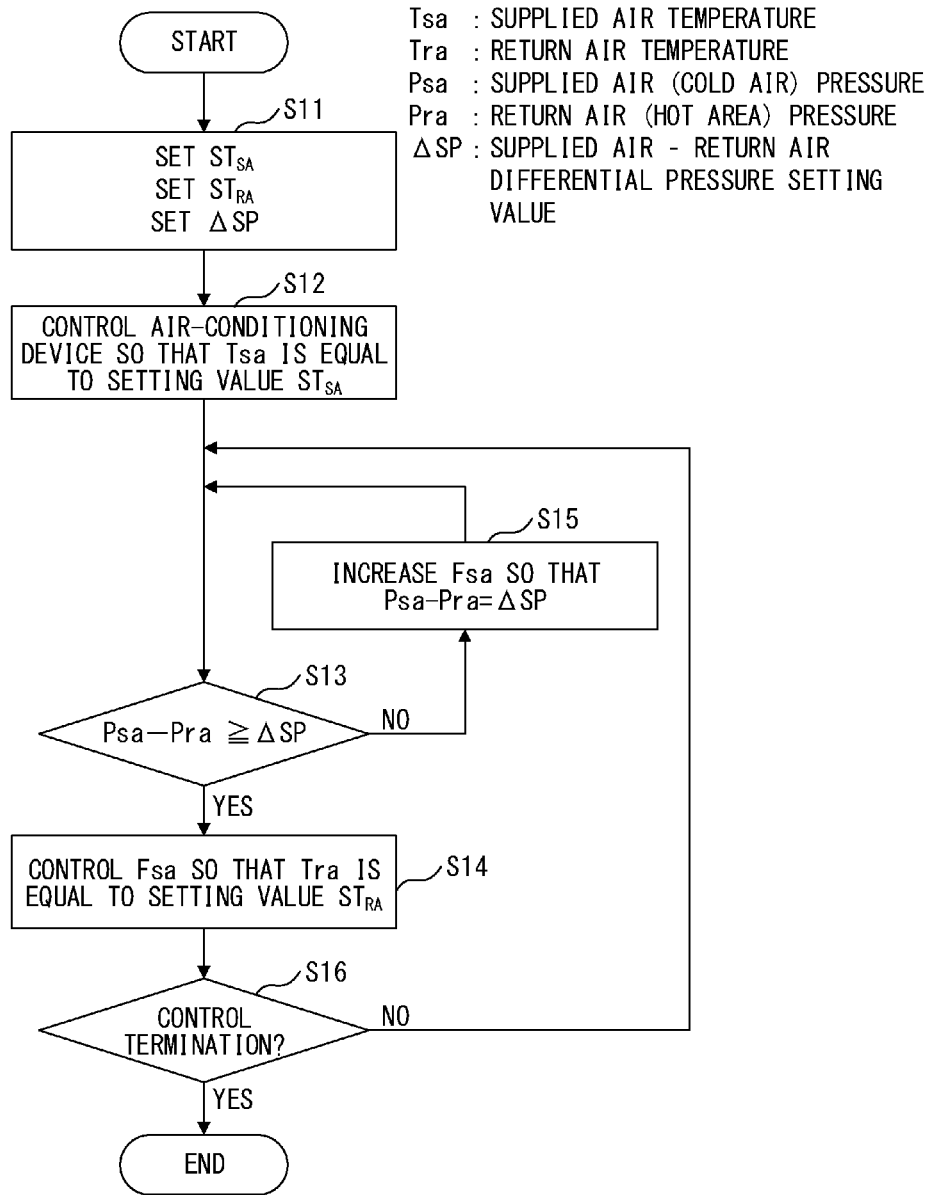 START
Tsa : SUPPLIED AIR TEMPERATURE
Tra : RETURN AIR TEMPERATURE
Psa : SUPPLIED AIR (COLD AIR) PRESSURE
Pra : RETURN AIR (HOT AREA) PRESSURE
ΔSP : SUPPLIED AIR - RETURN AIR
DIFFERENTIAL PRESSURE SETTING
VALUE
S11
SET ST_SA
SET ST_RA
SET ΔSP
S12
CONTROL AIR-CONDITIONING
DEVICE SO THAT Tsa IS EQUAL
TO SETTING VALUE ST_SA
S15
INCREASE Fsa SO THAT
Psa-Pra=ΔSP
S13
Psa−Pra ≧ ΔSP
NO
YES
CONTROL Fsa SO THAT Tra IS
EQUAL TO SETTING VALUE ST_RA
S14
S16
CONTROL
TERMINATION?
NO
YES
END